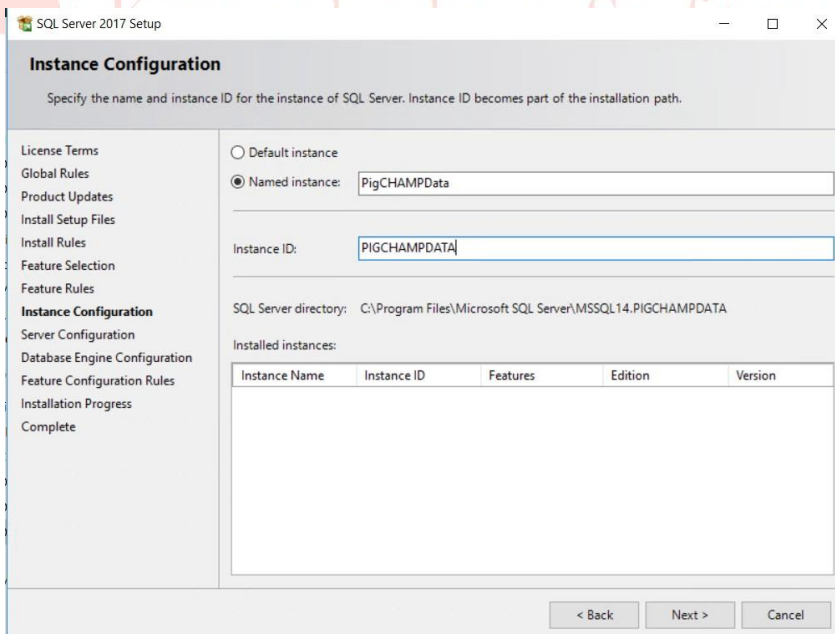 SQL Server 2017 Setup
Instance Configuration
Specify the name and instance ID for the instance of SQL Server. Instance ID becomes part of the installation path.
License Terms
Global Rules
Product Updates
Install Setup Files
Install Rules
Feature Selection
Feature Rules
Instance Configuration
Server Configuration
Database Engine Configuration
Feature Configuration Rules
Installation Progress
Complete
Default instance
Named instance: PigCHAMPData
Instance ID: PIGCHAMPDATA
SQL Server directory: C:\Program Files\Microsoft SQL Server\MSSQL14.PIGCHAMPDATA
Installed instances:
Instance Name Instance ID Features Edition Version
< Back Next > Cancel